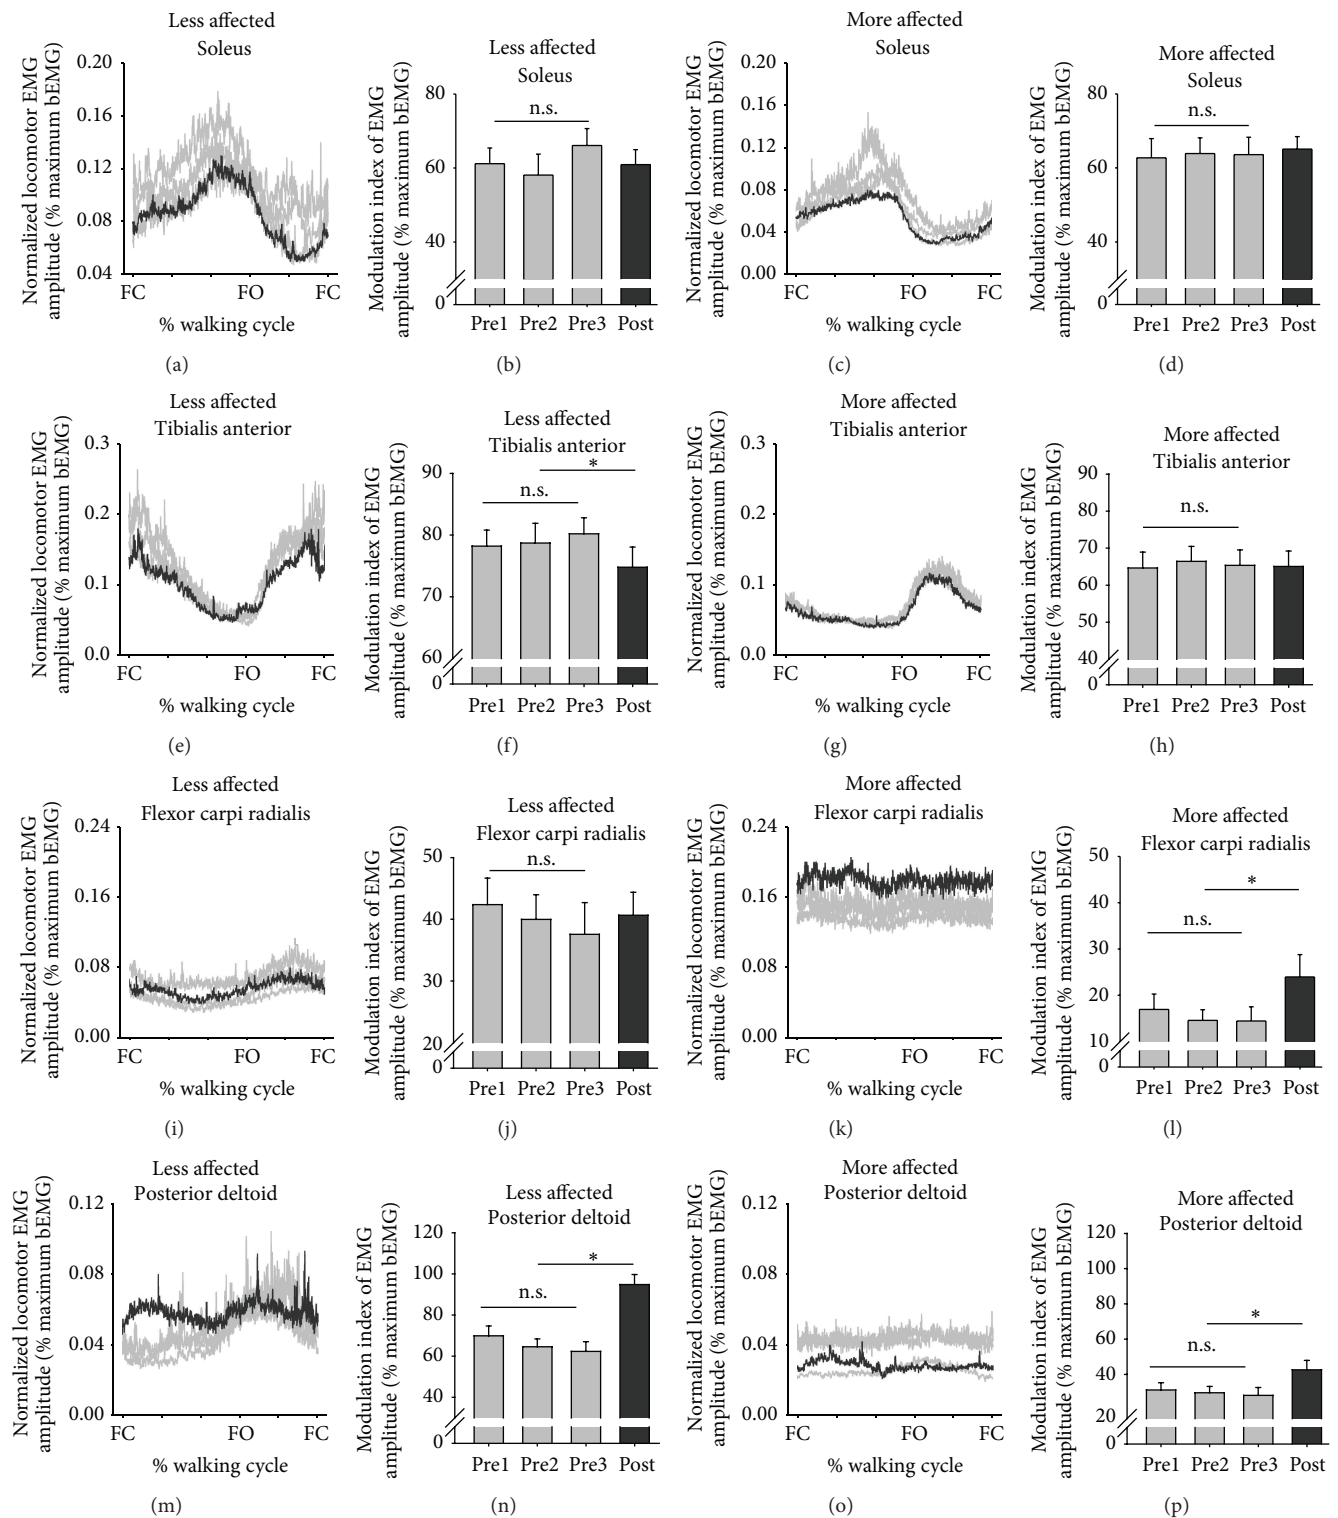 Less affected
Soleus
Normalized locomotor EMG
amplitude (% maximum bEMG)
0.20
0.16
0.12
0.08
0.04
FC
FO
FC
% walking cycle
(a)
Less affected
Soleus
Modulation index of EMG
amplitude (% maximum bEMG)
80
60
40
0
n.s.
Pre1 Pre2 Pre3 Post
(b)
More affected
Soleus
Normalized locomotor EMG
amplitude (% maximum bEMG)
0.20
0.16
0.12
0.08
0.04
0.00
FC
FO
FC
% walking cycle
(c)
More affected
Soleus
Modulation index of EMG
amplitude (% maximum bEMG)
80
60
40
0
n.s.
Pre1 Pre2 Pre3 Post
(d)
Less affected
Tibialis anterior
Normalized locomotor EMG
amplitude (% maximum bEMG)
0.3
0.2
0.1
0.0
FC
FO
FC
% walking cycle
(e)
Less affected
Tibialis anterior
Modulation index of EMG
amplitude (% maximum bEMG)
90
80
70
60
0
n.s.
*
Pre1 Pre2 Pre3 Post
(f)
More affected
Tibialis anterior
Normalized locomotor EMG
amplitude (% maximum bEMG)
0.3
0.2
0.1
0.0
FC
FO
FC
% walking cycle
(g)
More affected
Tibialis anterior
Modulation index of EMG
amplitude (% maximum bEMG)
90
80
70
60
50
40
0
n.s.
Pre1 Pre2 Pre3 Post
(h)
Less affected
Flexor carpi radialis
Normalized locomotor EMG
amplitude (% maximum bEMG)
0.24
0.16
0.08
0.00
FC
FO
FC
% walking cycle
(i)
Less affected
Flexor carpi radialis
Modulation index of EMG
amplitude (% maximum bEMG)
50
40
30
20
0
n.s.
Pre1 Pre2 Pre3 Post
(j)
More affected
Flexor carpi radialis
Normalized locomotor EMG
amplitude (% maximum bEMG)
0.24
0.16
0.08
0.00
FC
FO
FC
% walking cycle
(k)
More affected
Flexor carpi radialis
Modulation index of EMG
amplitude (% maximum bEMG)
50
40
30
20
10
0
n.s.
*
Pre1 Pre2 Pre3 Post
(l)
Less affected
Posterior deltoid
Normalized locomotor EMG
amplitude (% maximum bEMG)
0.12
0.08
0.04
0.00
FC
FO
FC
% walking cycle
(m)
Less affected
Posterior deltoid
Modulation index of EMG
amplitude (% maximum bEMG)
120
100
80
60
40
0
n.s.
*
Pre1 Pre2 Pre3 Post
(n)
More affected
Posterior deltoid
Normalized locomotor EMG
amplitude (% maximum bEMG)
0.12
0.08
0.04
0.00
FC
FO
FC
% walking cycle
(o)
More affected
Posterior deltoid
Modulation index of EMG
amplitude (% maximum bEMG)
120
100
80
60
40
20
0
n.s.
*
Pre1 Pre2 Pre3 Post
(p)